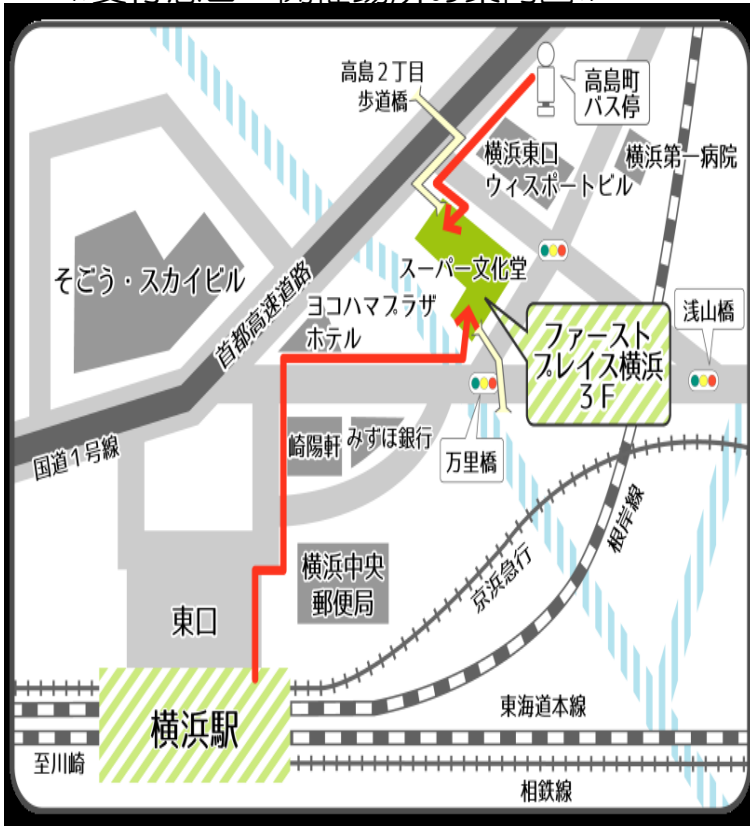 高島2丁目
歩道橋
高島町
バス停
横浜東口
ウィスポートビル
横浜第一病院
そごう・スカイビル
首都高速道路
スーパー文化堂
ヨコハマプラザ
ホテル
ファースト
プレイス横浜
3F
浅山橋
国道1号線
崎陽軒
みずほ銀行
万里橋
根岸線
京浜急行
横浜中央
郵便局
東口
横浜駅
東海道本線
至川崎
相鉄線